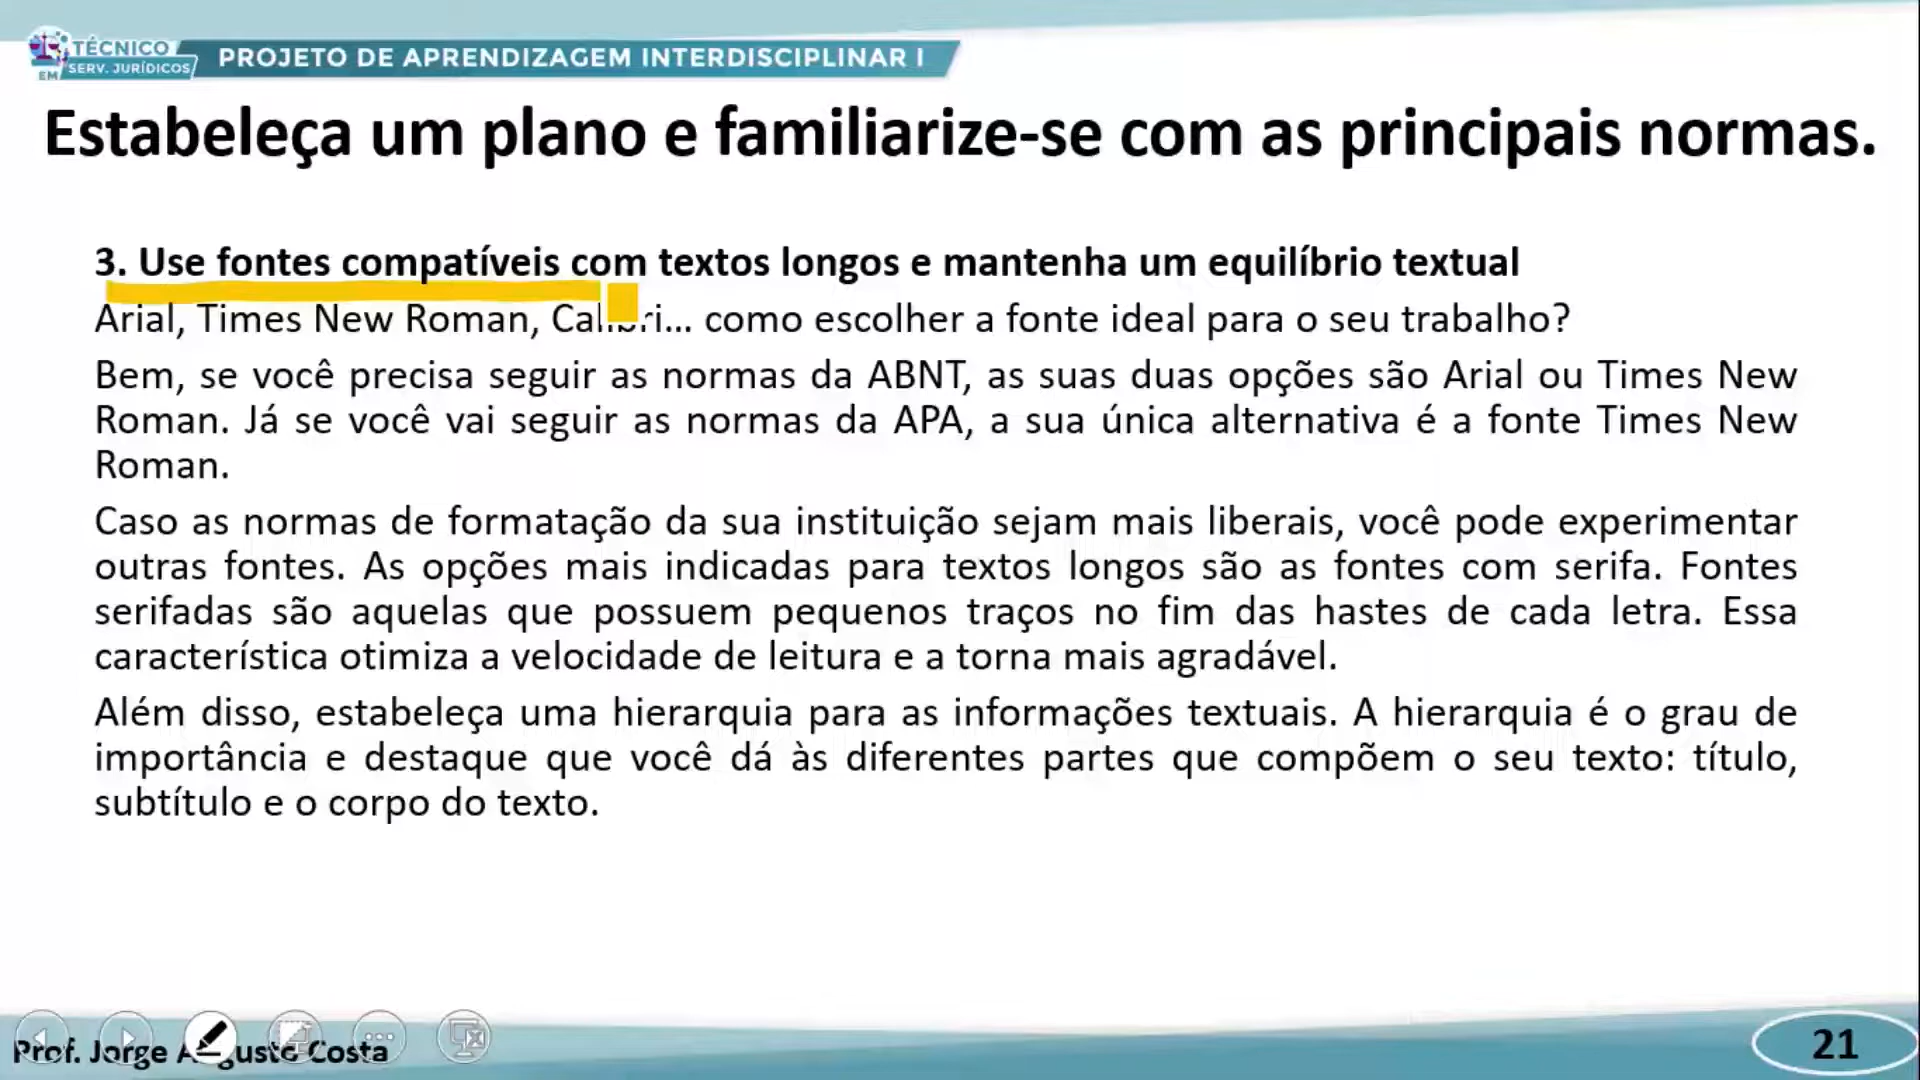 TÉCNICO
EM SERV. JURÍDICOS
PROJETO DE APRENDIZAGEM INTERDISCIPLINAR I
Estabeleça um plano e familiarize-se com as principais normas.
3. Use fontes compatíveis com textos longos e mantenha um equilíbrio textual
Arial, Times New Roman, Calibri... como escolher a fonte ideal para o seu trabalho?
Bem, se você precisa seguir as normas da ABNT, as suas duas opções são Arial ou Times New
Roman. Já se você vai seguir as normas da APA, a sua única alternativa é a fonte Times New
Roman.
Caso as normas de formatação da sua instituição sejam mais liberais, você pode experimentar
outras fontes. As opções mais indicadas para textos longos são as fontes com serifa. Fontes
serifadas são aquelas que possuem pequenos traços no fim das hastes de cada letra. Essa
característica otimiza a velocidade de leitura e a torna mais agradável.
Além disso, estabeleça uma hierarquia para as informações textuais. A hierarquia é o grau de
importância e destaque que você dá às diferentes partes que compõem o seu texto: título,
subtítulo e o corpo do texto.
Prof. Jorge Augusto Costa
21